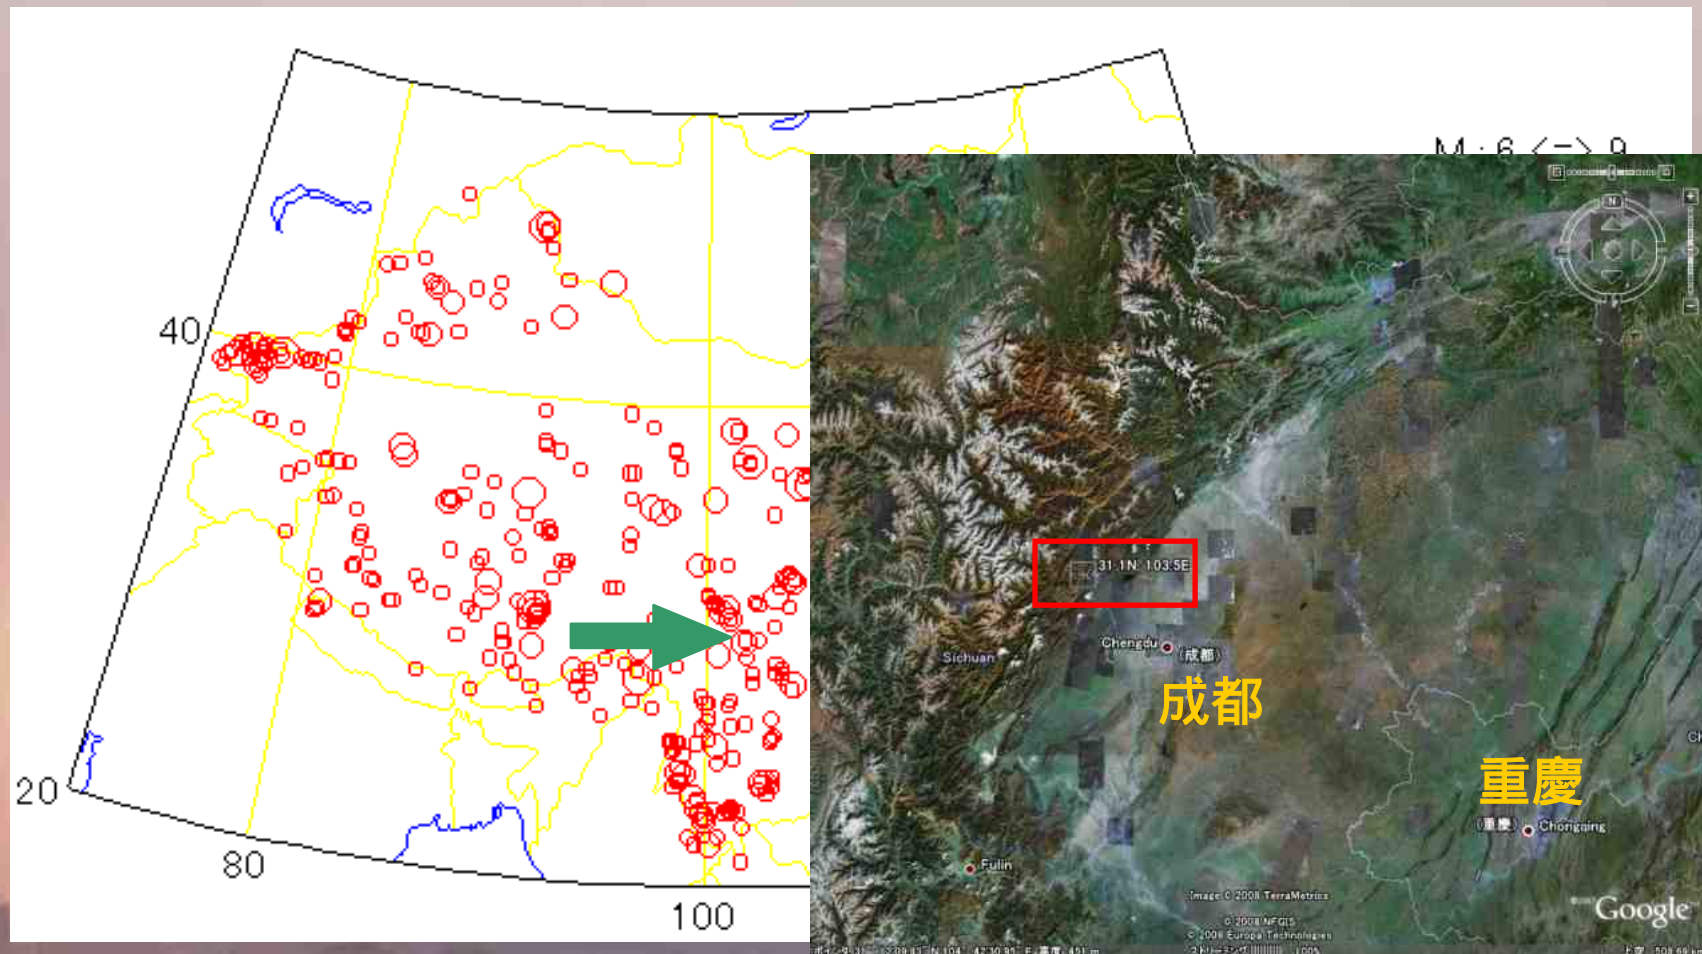 40
20
80
100
M : 6 <=> 9
N
31.1N, 103.5E
Chengdu
(成都)
Sichuan
成都
重慶
(重慶)
Chongqing
Fulin
Image © 2008 TerraMetrics
© 2008 NFGIS
© 2008 Europa Technologies
Google